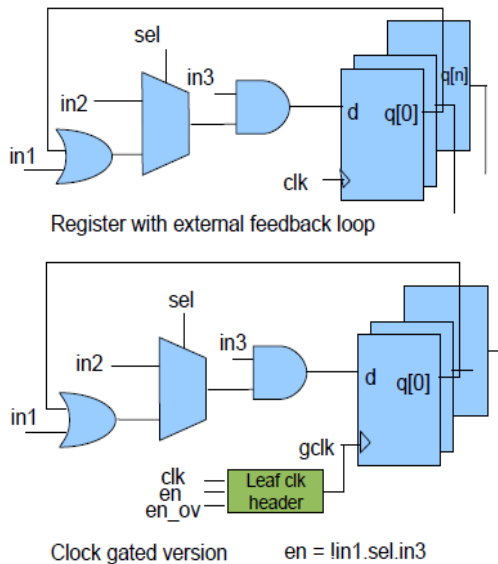 sel
in3
q[n]
in2
d
q[0]
in1
clk
Register with external feedback loop
sel
in3
in2
d
q[0]
in1
gclk
clk
en
en_ov
Leaf clk
header
Clock gated version
en = !in1.sel.in3